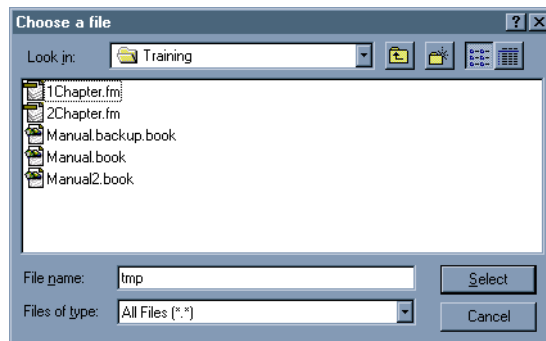 Choose a file
Look in: Training
1Chapter.fm
2Chapter.fm
Manual.backup.book
Manual.book
Manual2.book
File name: tmp Select
Files of type: All Files (*.*) Cancel